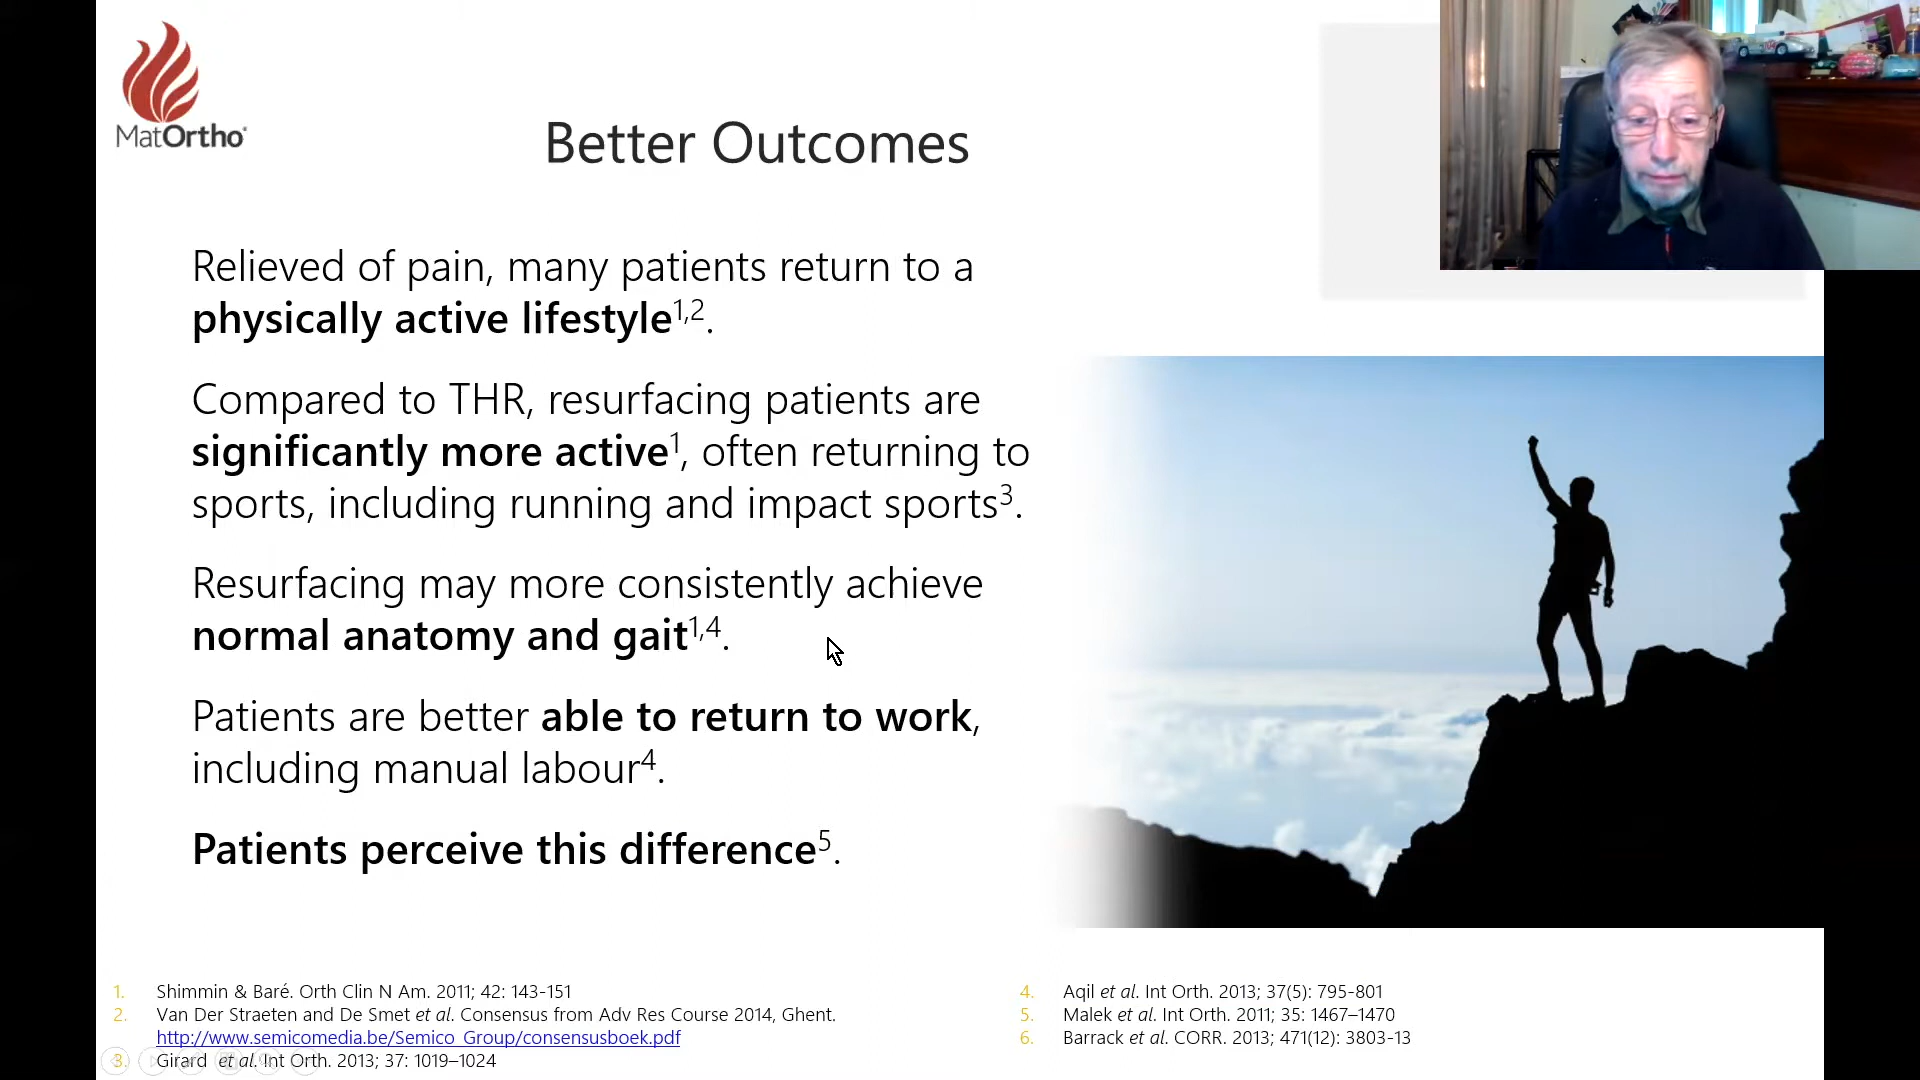 MatOrtho
Better Outcomes
Relieved of pain, many patients return to a
physically active lifestyle1,2.
Compared to THR, resurfacing patients are
significantly more active1, often returning to
sports, including running and impact sports3.
Resurfacing may more consistently achieve
normal anatomy and gait1,4.
Patients are better able to return to work,
including manual labour4.
Patients perceive this difference5.
1. Shimmin & Baré. Orth Clin N Am. 2011; 42: 143-151
2. Van Der Straeten and De Smet et al. Consensus from Adv Res Course 2014, Ghent.
http://www.semicomedia.be/Semico_Group/consensusboek.pdf
3. Girard et al. Int Orth. 2013; 37: 1019–1024
4. Aqil et al. Int Orth. 2013; 37(5): 795-801
5. Malek et al. Int Orth. 2011; 35: 1467–1470
6. Barrack et al. CORR. 2013; 471(12): 3803-13